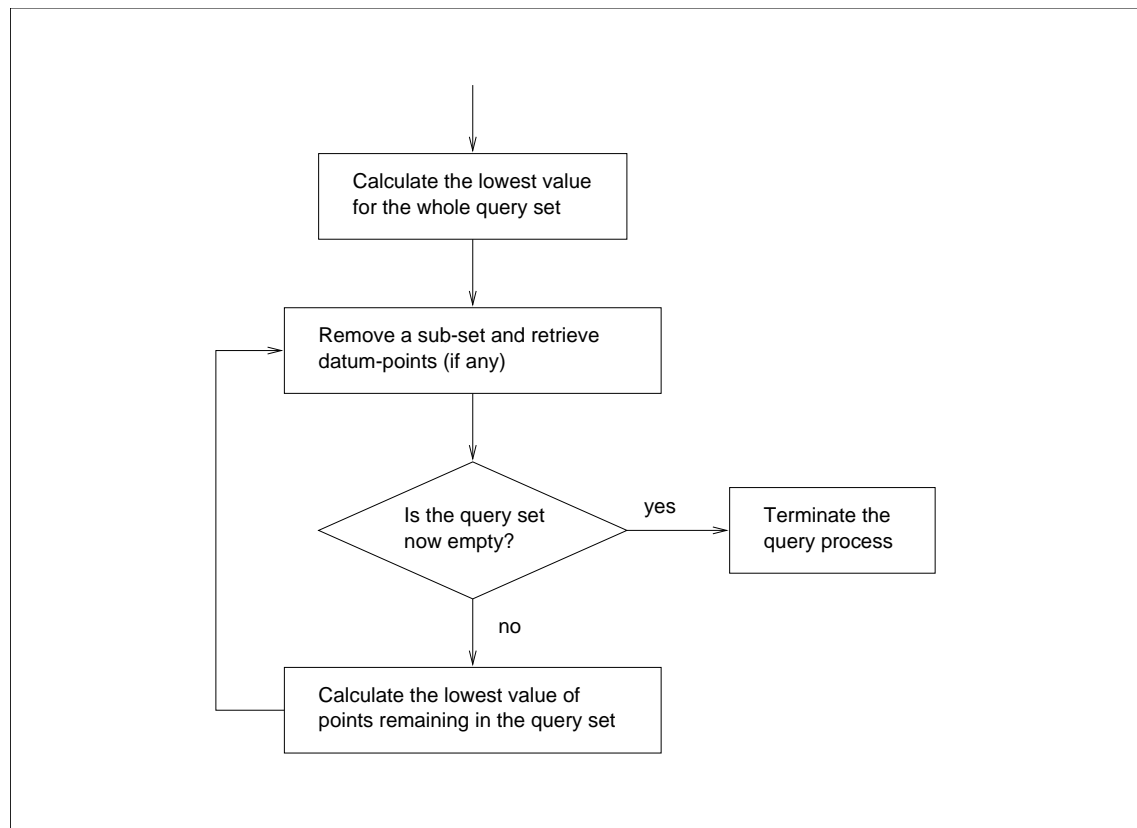 Calculate the lowest value
for the whole query set
Remove a sub-set and retrieve
datum-points (if any)
Is the query set
now empty?
yes
Terminate the
query process
no
Calculate the lowest value of
points remaining in the query set